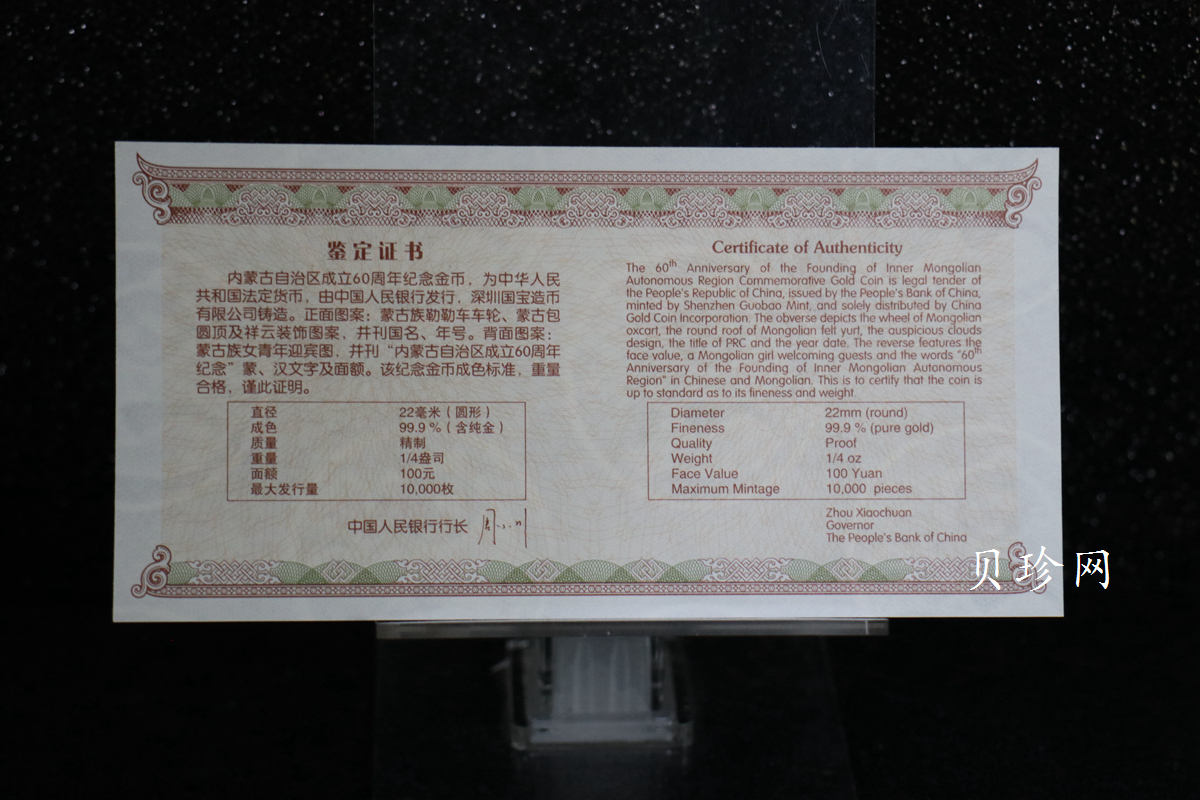 鉴定证书
内蒙古自治区成立60周年纪念金币，为中华人民
共和国法定货币，由中国人民银行发行，深圳国宝造币
有限公司铸造。正面图案：蒙古族勒勒车车轮、蒙古包
圆顶及祥云装饰图案，并刊国名、年号。背面图案：
蒙古族女青年迎宾图，并刊“内蒙古自治区成立60周年
纪念”蒙、汉文字及面额。该纪念金币成色标准，重量
合格，谨此证明。
直径 22毫米（圆形）
成色 99.9％（含纯金）
质量 精制
重量 1/4盎司
面额 100元
最大发行量 10,000枚
中国人民银行行长 周小川
Certificate of Authenticity
The 60th Anniversary of the Founding of Inner Mongolian
Autonomous Region Commemorative Gold Coin is legal tender of
the People's Republic of China, issued by the People's Bank of China,
minted by Shenzhen Guobao Mint, and solely distributed by China
Gold Coin Incorporation. The obverse depicts the wheel of Mongolian
oxcart, the round roof of Mongolian felt yurt, the auspicious clouds
design, the title of PRC and the year date. The reverse features the
face value, a Mongolian girl welcoming guests and the words "60th
Anniversary of the Founding of Inner Mongolian Autonomous
Region" in Chinese and Mongolian. This is to certify that the coin is
up to standard as to its fineness and weight.
Diameter 22mm (round)
Fineness 99.9 % (pure gold)
Quality Proof
Weight 1/4 oz
Face Value 100 Yuan
Maximum Mintage 10,000 pieces
Zhou Xiaochuan
Governor
The People's Bank of China
贝珍网